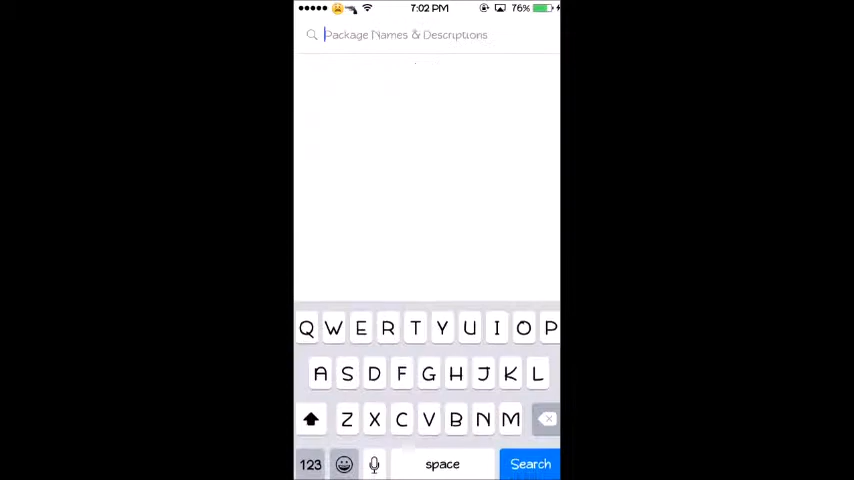 7:02 PM 76%
Package Names & Descriptions
Q W E R T Y U I O P
A S D F G H J K L
Z X C V B N M
123 space Search